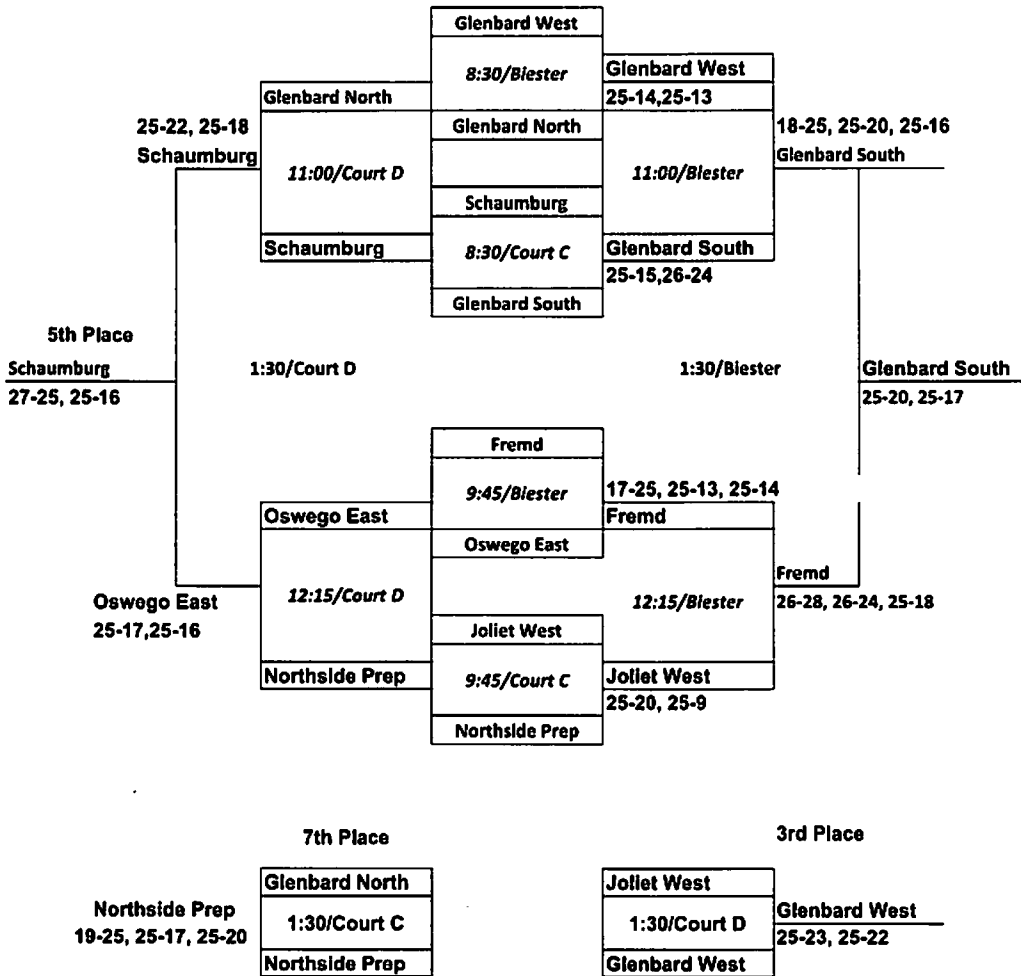 Glenbard West
8:30/Biester
Glenbard West
Glenbard North
25-14,25-13
25-22, 25-18
Glenbard North
18-25, 25-20, 25-16
Schaumburg
11:00/Court D
11:00/Biester
Glenbard South
Schaumburg
Schaumburg
8:30/Court C
Glenbard South
25-15,26-24
Glenbard South
5th Place
Schaumburg
1:30/Court D
1:30/Biester
Glenbard South
27-25, 25-16
25-20, 25-17
Fremd
9:45/Biester
17-25, 25-13, 25-14
Oswego East
Fremd
Oswego East
Fremd
Oswego East
12:15/Court D
12:15/Biester
26-28, 26-24, 25-18
25-17,25-16
Joliet West
Northside Prep
9:45/Court C
Joliet West
25-20, 25-9
Northside Prep
7th Place
3rd Place
Glenbard North
Joliet West
Northside Prep
1:30/Court C
1:30/Court D
Glenbard West
19-25, 25-17, 25-20
25-23, 25-22
Northside Prep
Glenbard West